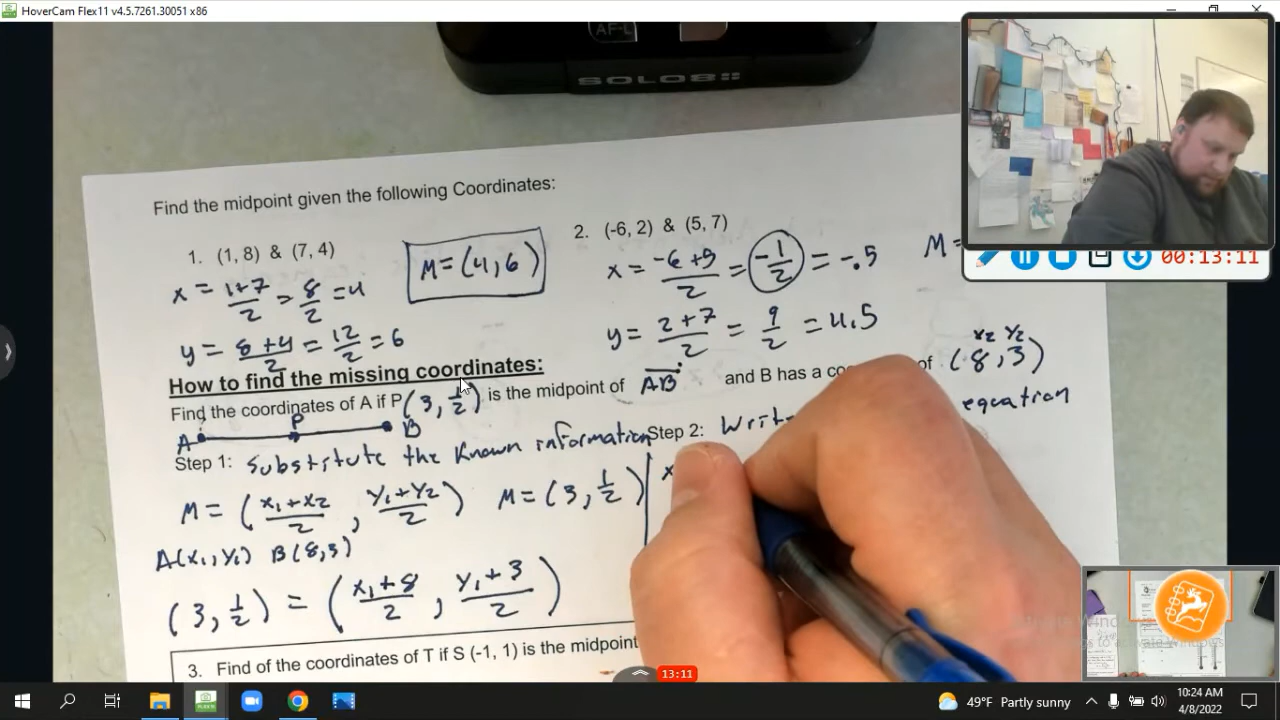 HoverCam Flex11 v4.5.7261.30051 x86
AF-L
SOLO8
00:13:11
Find the midpoint given the following Coordinates:
1. (1, 8) & (7, 4)
M = (4, 6)
x = 1+7/2 = 8/2 = 4
y = 8+4/2 = 12/2 = 6
2. (-6, 2) & (5, 7)
x = -6+5/2 = -1/2 = -.5
M =
y = 2+7/2 = 9/2 = 4.5
x2 y2
How to find the missing coordinates:
Find the coordinates of A if P(3, 1/2) is the midpoint of AB and B has a co of (8, 3)
?
A P B
Step 1: Substitute the known information
Step 2: Writ equation
M = (x1+x2/2, y1+y2/2) M = (3, 1/2)
x
A(x1, y1) B(8, 3)
(3, 1/2) = (x1+8/2, y1+3/2)
3. Find of the coordinates of T if S (-1, 1) is the midpoint
13:11
49°F Partly sunny
10:24 AM
4/8/2022